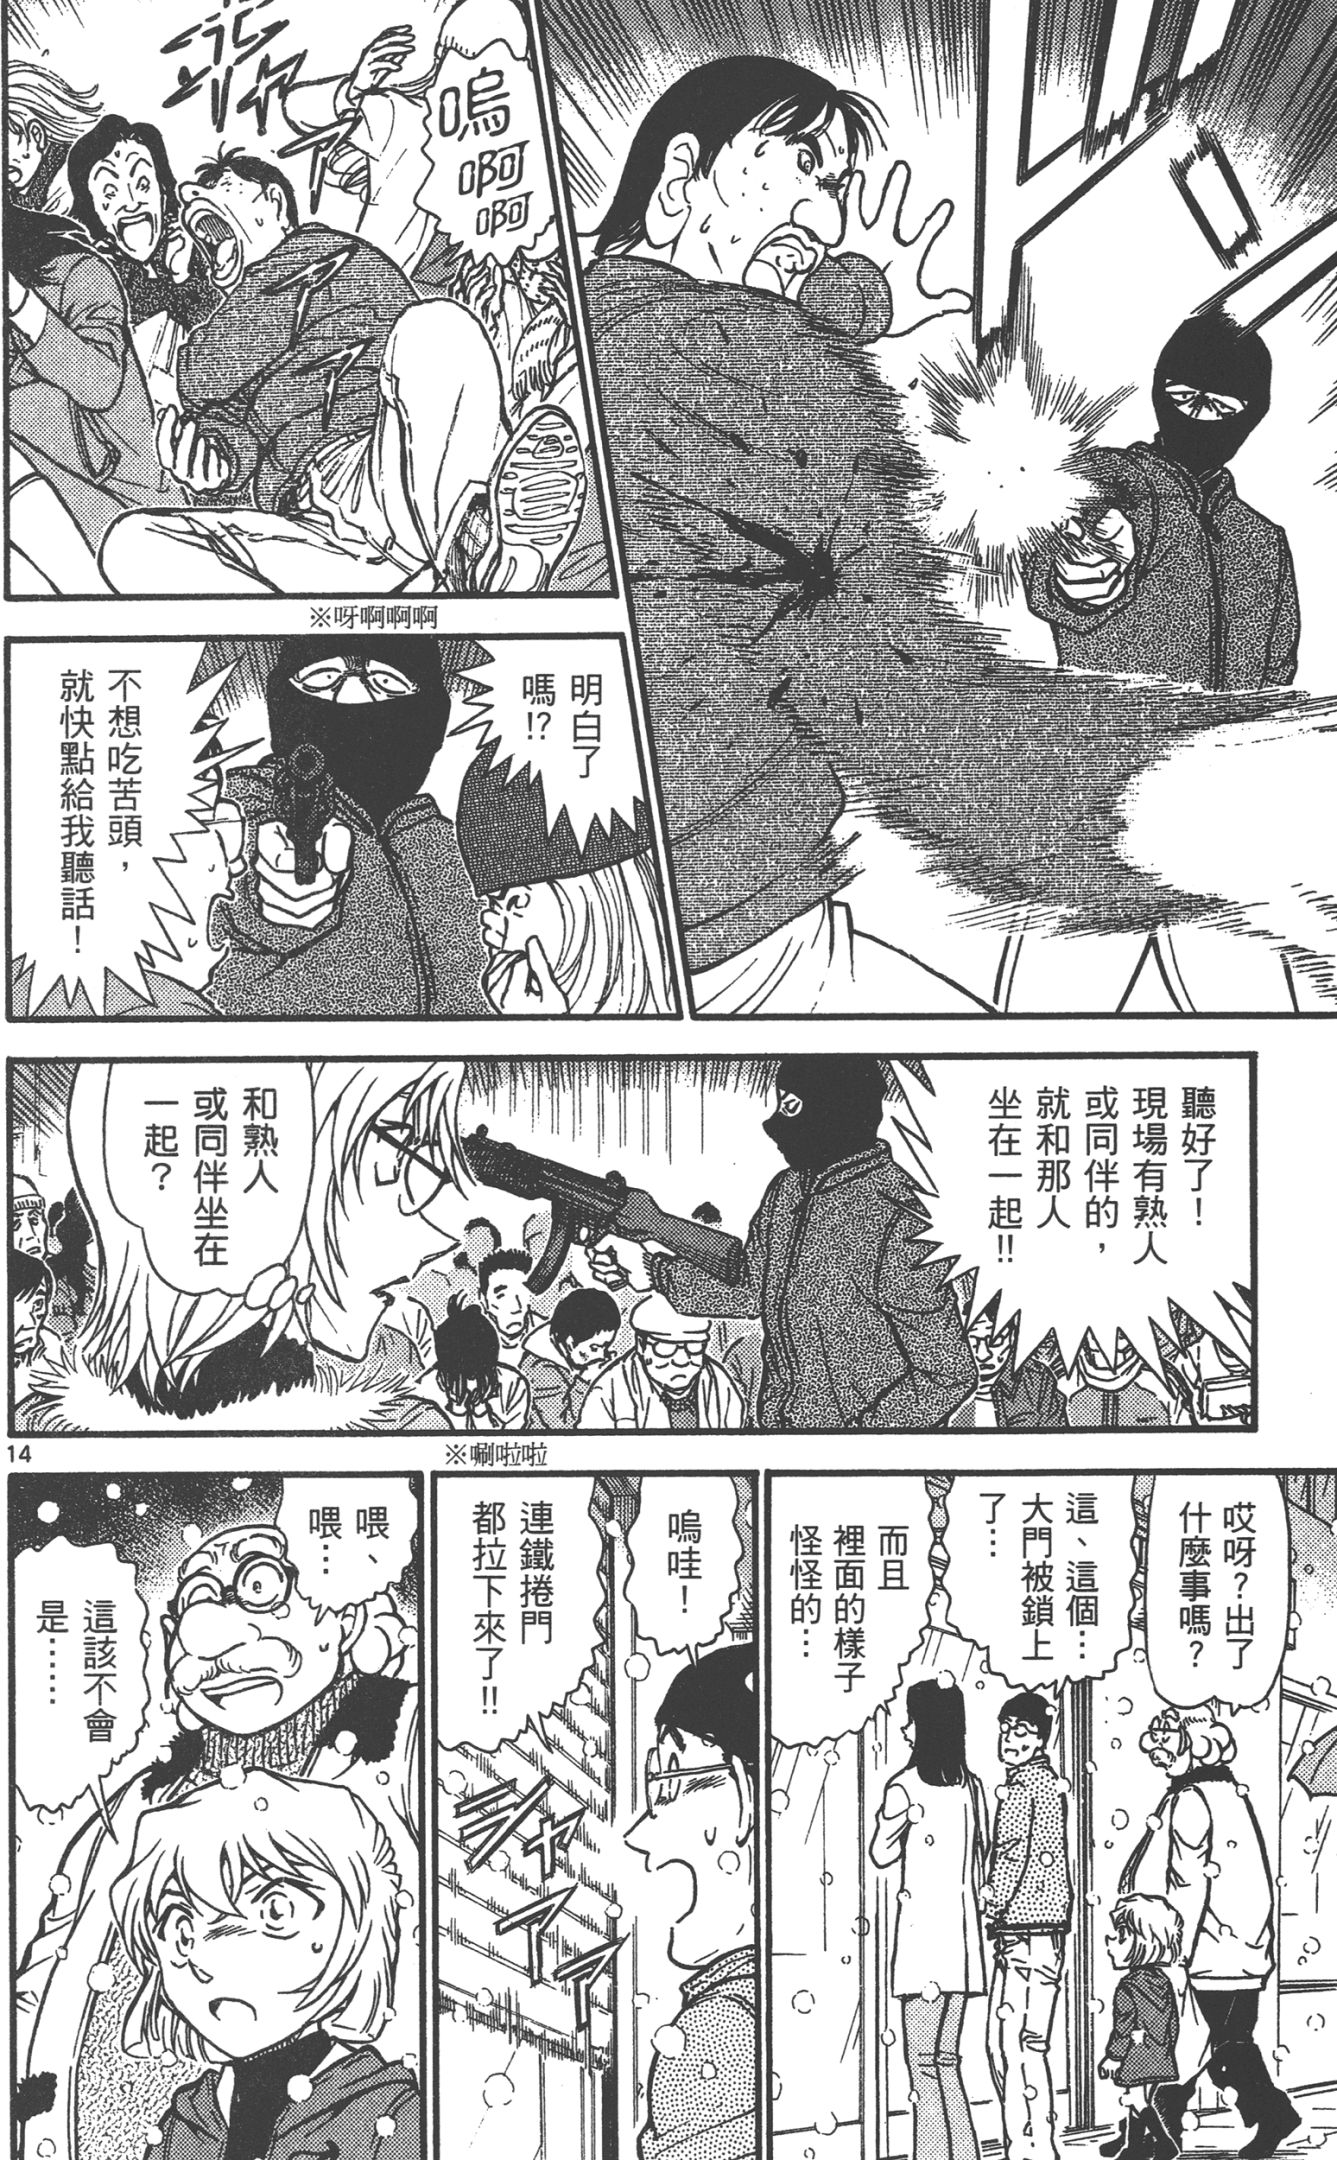 嗚
啊
啊
※呀啊啊啊
明白了
嗎!?
不想吃苦頭，
就快點給我聽話！
聽好了！
現場有熟人
或同伴的，
就和那人
坐在一起!!
和熟人
或同伴坐在
一起？
14
※唰啦啦
哎呀？出了
什麼事嗎？
這、這個…
大門被鎖上
了…
而且
裡面的樣子
怪怪的…
嗚哇！
連鐵捲門
都拉下來了!!
喂、
喂…
這該不會
是……